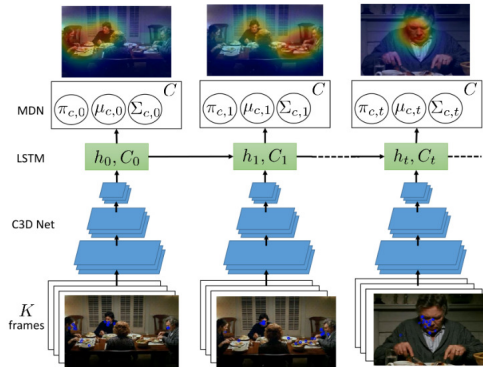 MDN
C
π_{c,0} μ_{c,0} Σ_{c,0}
C
π_{c,1} μ_{c,1} Σ_{c,1}
C
π_{c,t} μ_{c,t} Σ_{c,t}
LSTM
h_0, C_0
h_1, C_1
h_t, C_t
C3D Net
K
frames